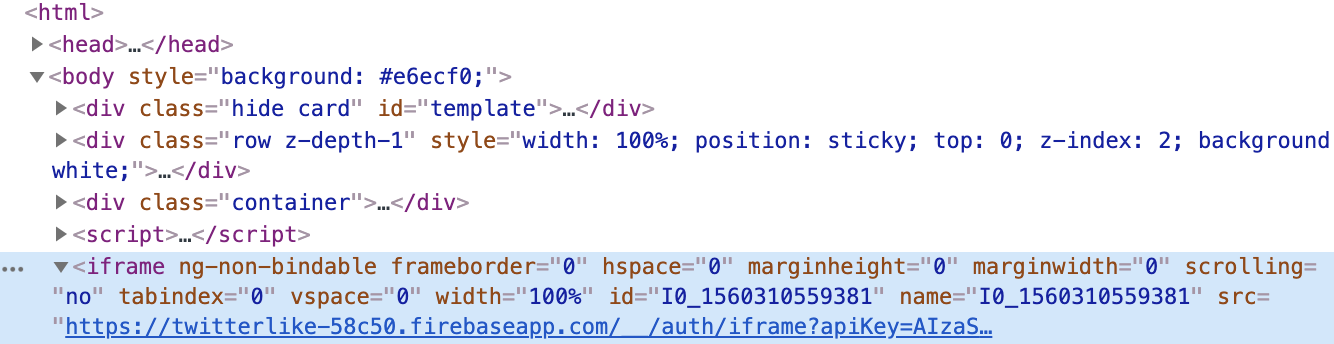 <html>
<head>…</head>
<body style="background: #e6ecf0;">
<div class="hide card" id="template">…</div>
<div class="row z-depth-1" style="width: 100%; position: sticky; top: 0; z-index: 2; background
white;">…</div>
<div class="container">…</div>
<script>…</script>
<iframe ng-non-bindable frameborder="0" hspace="0" marginheight="0" marginwidth="0" scrolling=
"no" tabindex="0" vspace="0" width="100%" id="I0_1560310559381" name="I0_1560310559381" src=
"https://twitterlike-58c50.firebaseapp.com/__/auth/iframe?apiKey=AIzaS…